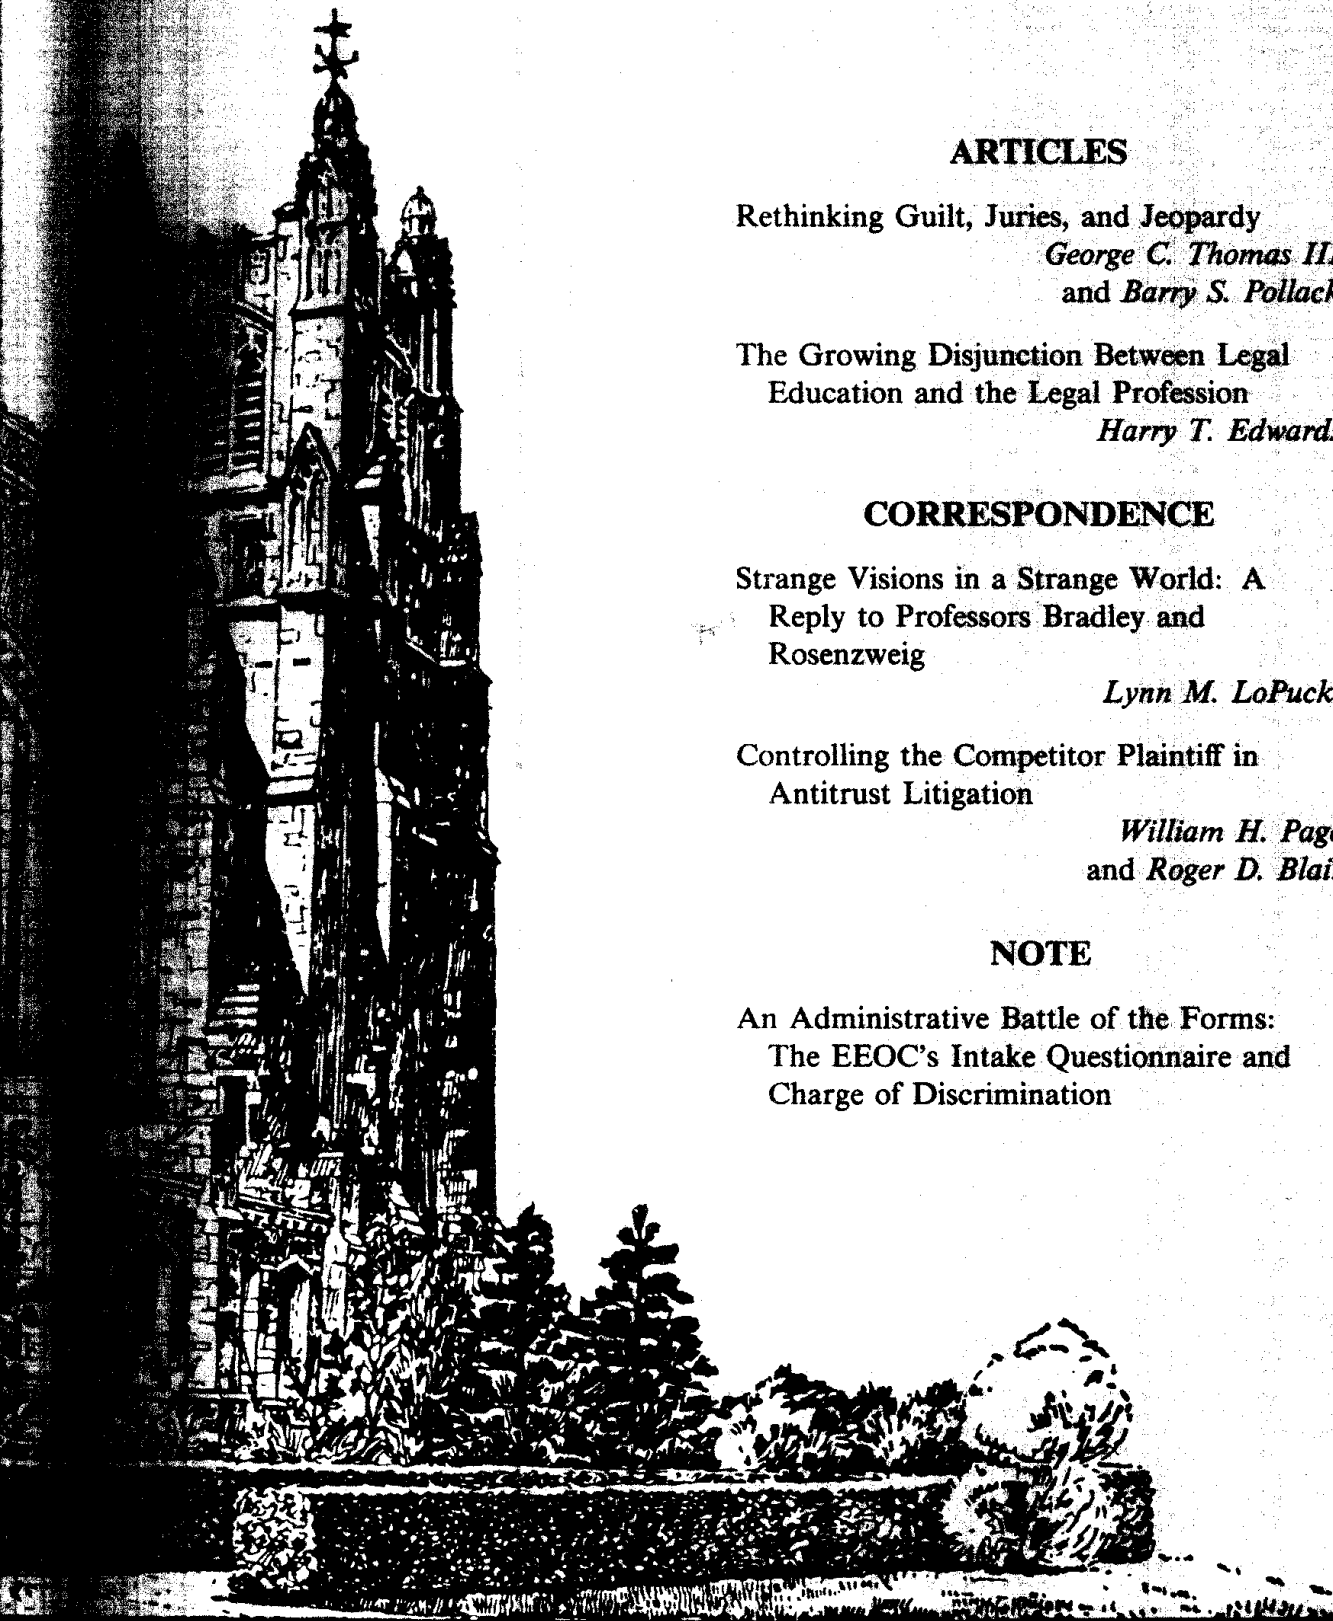 ARTICLES
Rethinking Guilt, Juries, and Jeopardy
George C. Thomas III
and Barry S. Pollack
The Growing Disjunction Between Legal
Education and the Legal Profession
Harry T. Edward
CORRESPONDENCE
Strange Visions in a Strange World: A
Reply to Professors Bradley and
Rosenzweig
Lynn M. LoPuck
Controlling the Competitor Plaintiff in
Antitrust Litigation
William H. Page
and Roger D. Blai
NOTE
An Administrative Battle of the Forms:
The EEOC's Intake Questionnaire and
Charge of Discrimination